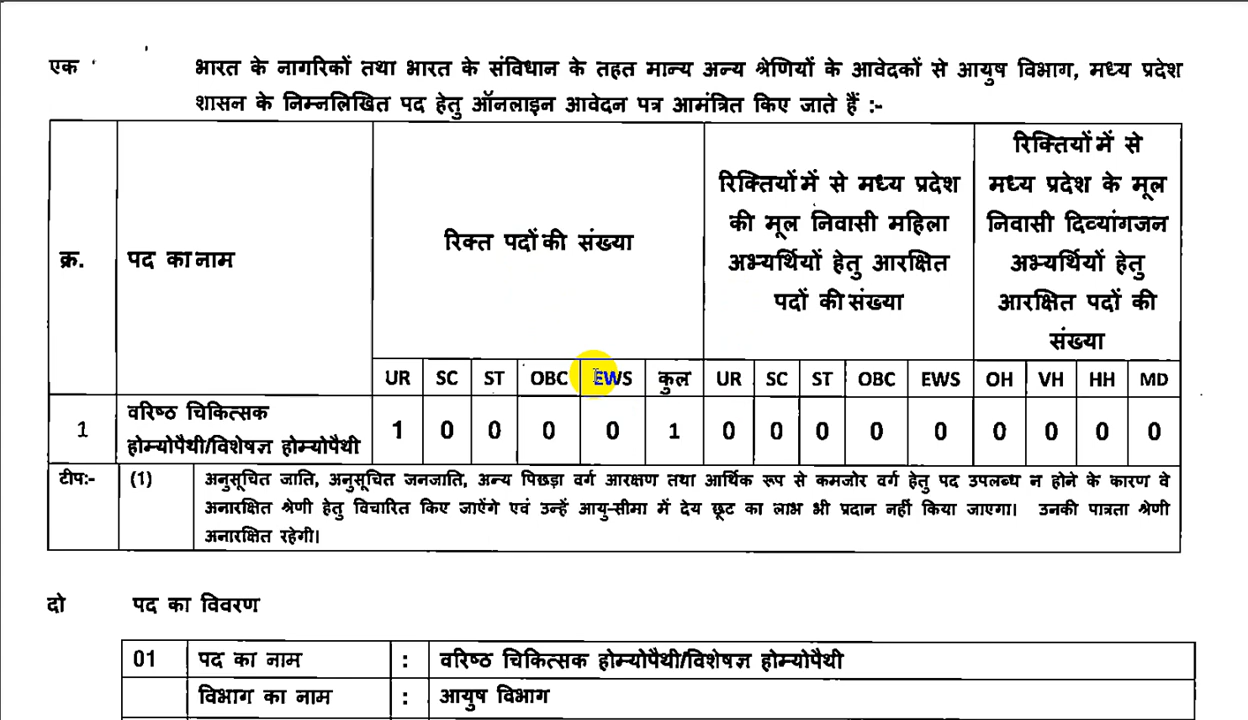 एक भारत के नागरिकों तथा भारत के संविधान के तहत मान्य अन्य श्रेणियों के आवेदकों से आयुष विभाग, मध्य प्रदेश
शासन के निम्नलिखित पद हेतु ऑनलाइन आवेदन पत्र आमंत्रित किए जाते हैं :-
क्र. पद का नाम रिक्त पदों की संख्या
रिक्तियों में से मध्य प्रदेश
की मूल निवासी महिला
अभ्यर्थियों हेतु आरक्षित
पदों की संख्या
रिक्तियों में से
मध्य प्रदेश के मूल
निवासी दिव्यांगजन
अभ्यर्थियों हेतु
आरक्षित पदों की
संख्या
UR SC ST OBC EWS कुल UR SC ST OBC EWS OH VH HH MD
1 वरिष्ठ चिकित्सक
होम्योपैथी/विशेषज्ञ होम्योपैथी 1 0 0 0 0 1 0 0 0 0 0 0 0 0 0
टीप:- (1) अनुसूचित जाति, अनुसूचित जनजाति, अन्य पिछड़ा वर्ग आरक्षण तथा आर्थिक रूप से कमजोर वर्ग हेतु पद उपलब्ध न होने के कारण वे
अनारक्षित श्रेणी हेतु विचारित किए जाऐंगे एवं उन्हें आयु-सीमा में देय छूट का लाभ भी प्रदान नहीं किया जाएगा। उनकी पात्रता श्रेणी
अनारक्षित रहेगी।
दो पद का विवरण
01 पद का नाम : वरिष्ठ चिकित्सक होम्योपैथी/विशेषज्ञ होम्योपैथी
विभाग का नाम : आयुष विभाग